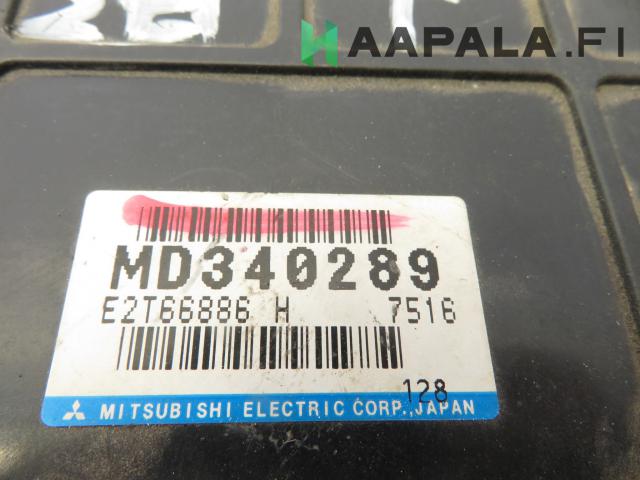 HAAPALA.FI
MD340289
E2T66886 H 7516
128
MITSUBISHI ELECTRIC CORP., JAPAN